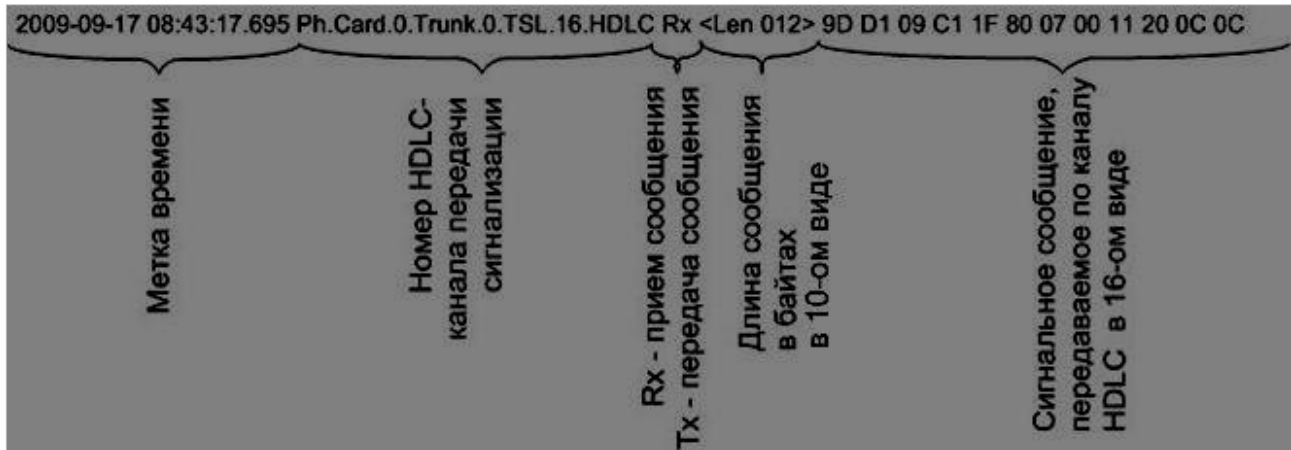 2009-09-17 08:43:17.695 Ph.Card.0.Trunk.0.TSL.16.HDLC Rx <Len 012> 9D D1 09 C1 1F 80 07 00 11 20 0C 0C
Метка времени
Номер HDLC-
канала передачи
сигнализации
Rx - прием сообщения
Tx - передача сообщения
Длина сообщения
в байтах
в 10-ом виде
Сигнальное сообщение,
передаваемое по каналу
HDLC в 16-ом виде